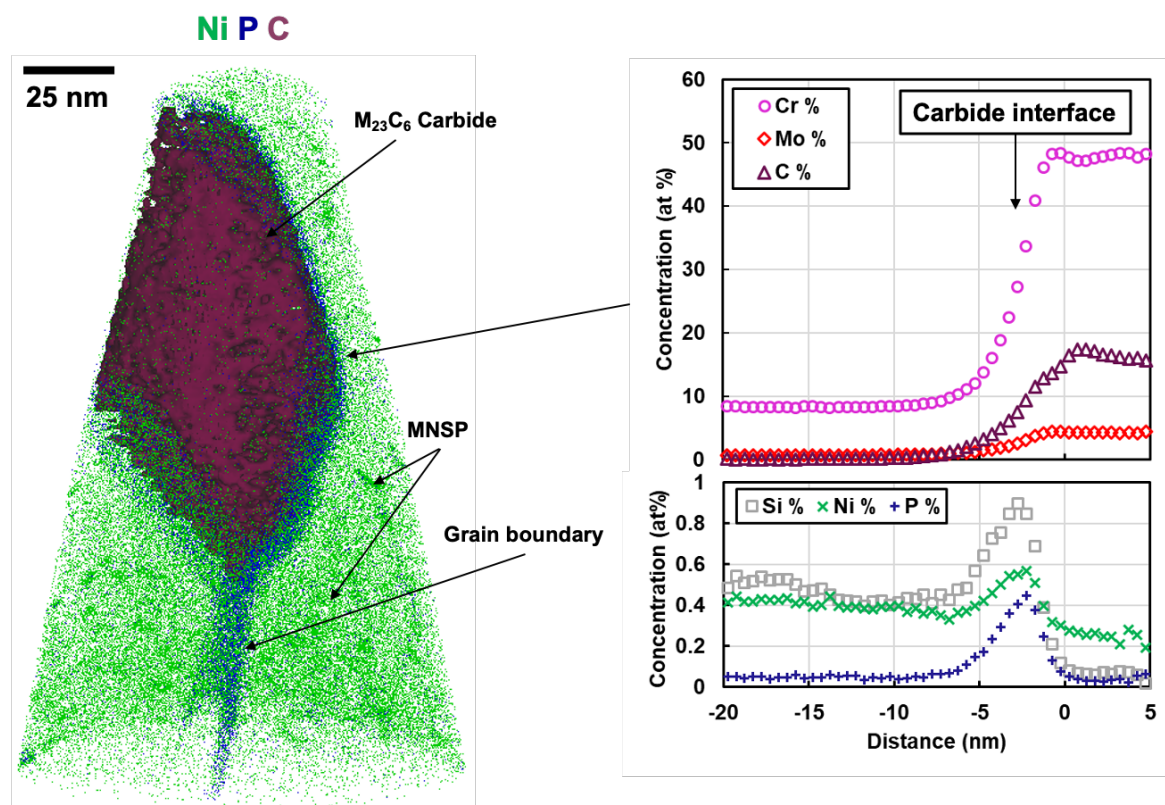 Ni P C
25 nm
M₂₃C₆ Carbide
MNSP
Grain boundary
60
50
40
30
20
10
0
Concentration (at %)
Cr %
Mo %
C %
Carbide interface
1
0.8
0.6
0.4
0.2
0
Concentration (at%)
Si % Ni % P %
-20 -15 -10 -5 0 5
Distance (nm)